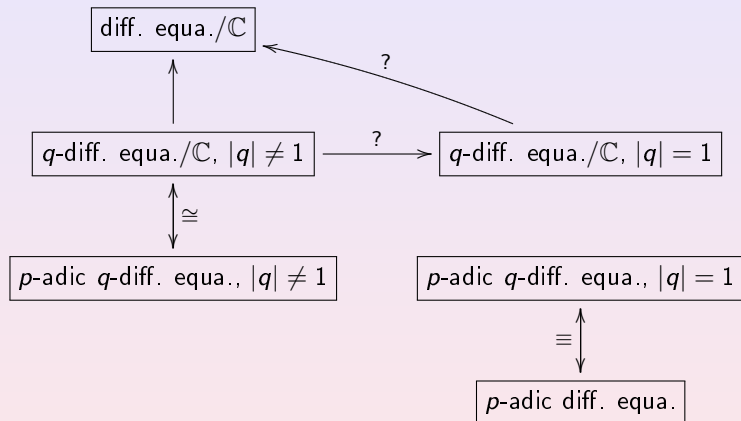 diff. equa./ℂ
?
q-diff. equa./ℂ, |q| ≠ 1
?
q-diff. equa./ℂ, |q| = 1
≅
p-adic q-diff. equa., |q| ≠ 1
p-adic q-diff. equa., |q| = 1
≡
p-adic diff. equa.